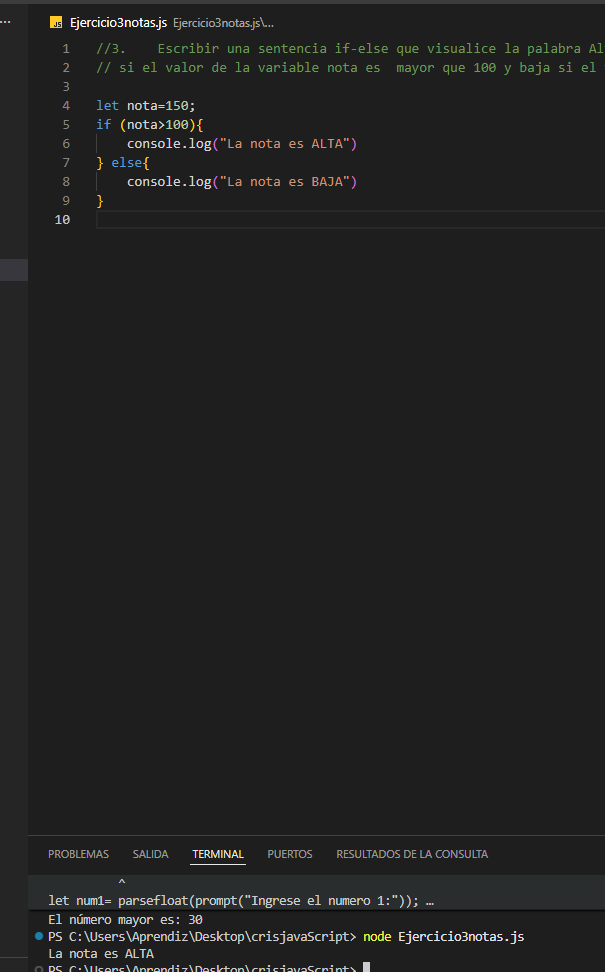 ...
JS Ejercicio3notas.js Ejercicio3notas.js\...
1 //3. Escribir una sentencia if-else que visualice la palabra Al
2 // si el valor de la variable nota es mayor que 100 y baja si el
3
4 let nota=150;
5 if (nota>100){
6 console.log("La nota es ALTA")
7 } else{
8 console.log("La nota es BAJA")
9 }
10
PROBLEMAS SALIDA TERMINAL PUERTOS RESULTADOS DE LA CONSULTA
^
let num1= parsefloat(prompt("Ingrese el numero 1:")); …
El número mayor es: 30
PS C:\Users\Aprendiz\Desktop\crisjavaScript> node Ejercicio3notas.js
La nota es ALTA
PS C:\Users\Aprendiz\Desktop\crisjavaScript>